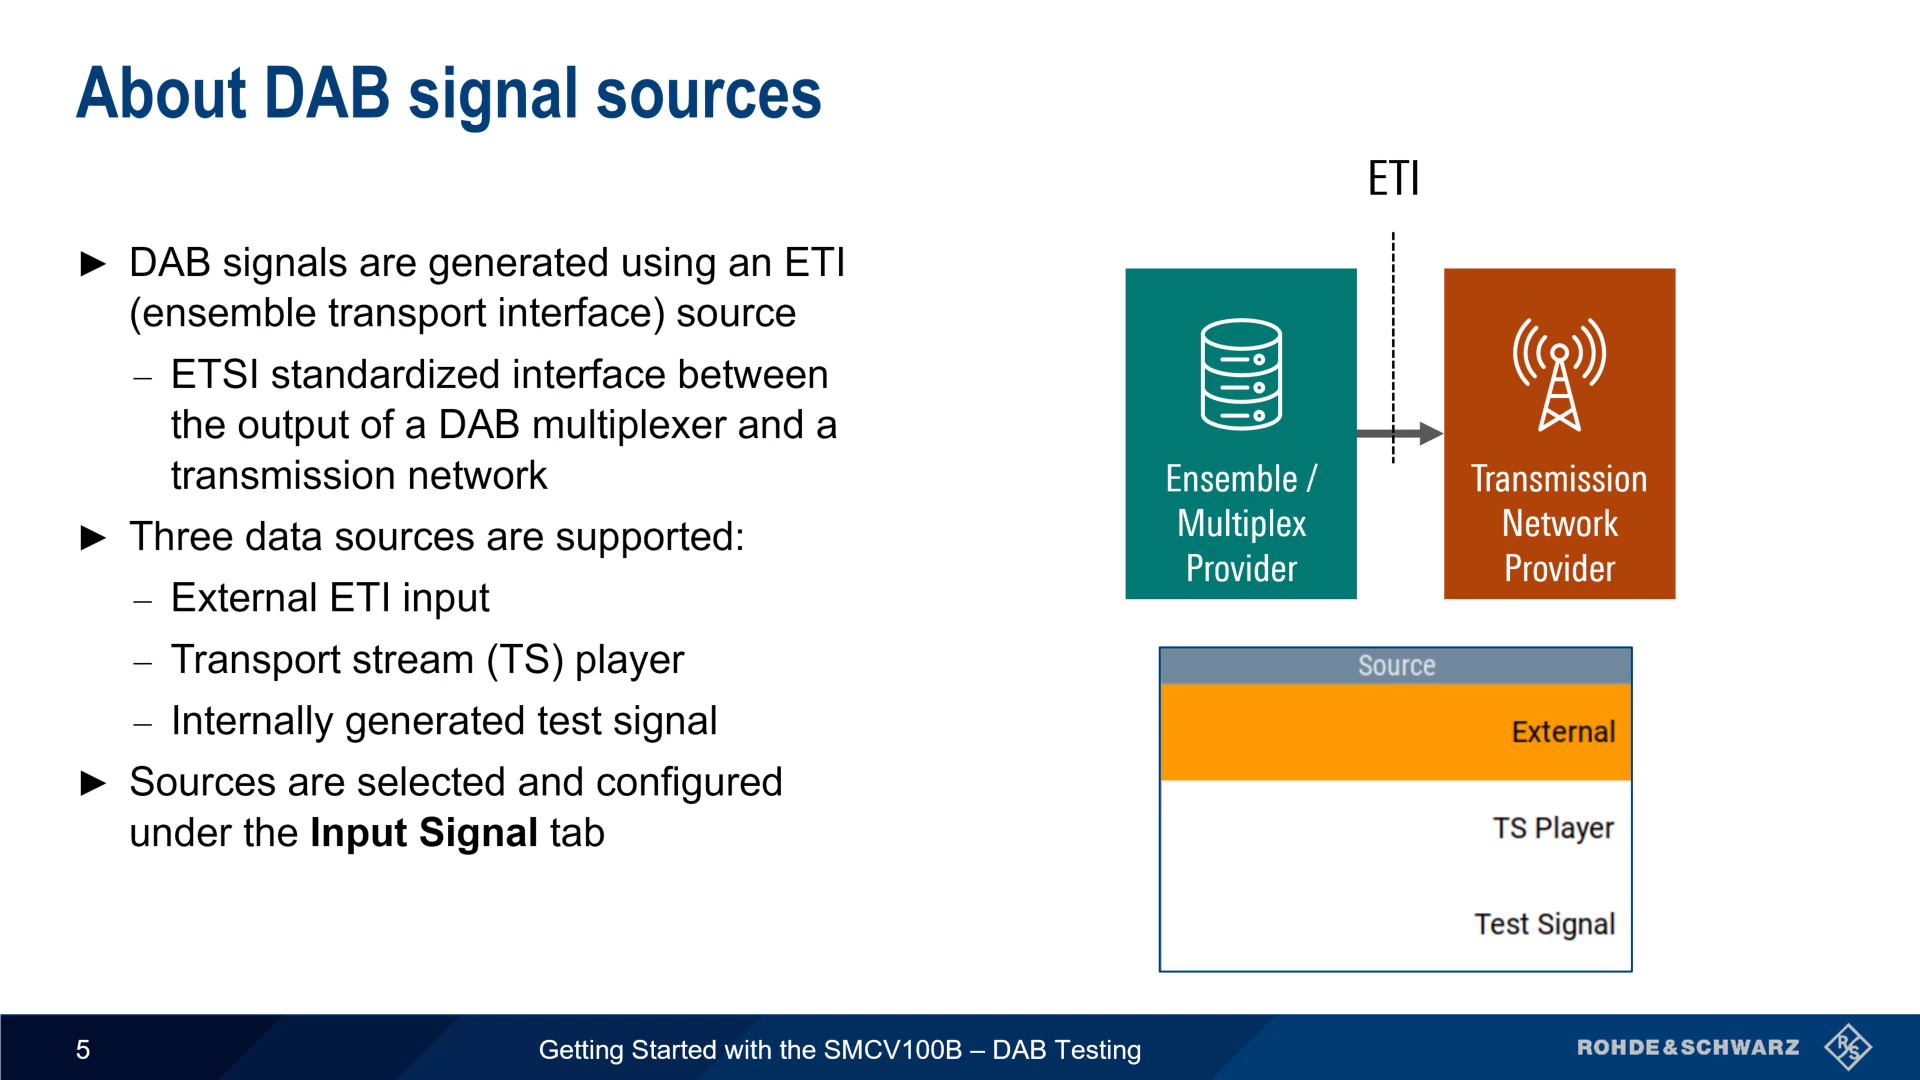 About DAB signal sources
► DAB signals are generated using an ETI
(ensemble transport interface) source
– ETSI standardized interface between
the output of a DAB multiplexer and a
transmission network
► Three data sources are supported:
– External ETI input
– Transport stream (TS) player
– Internally generated test signal
► Sources are selected and configured
under the Input Signal tab
ETI
Ensemble /
Multiplex
Provider
Transmission
Network
Provider
Source
External
TS Player
Test Signal
5
Getting Started with the SMCV100B – DAB Testing
ROHDE&SCHWARZ
RS